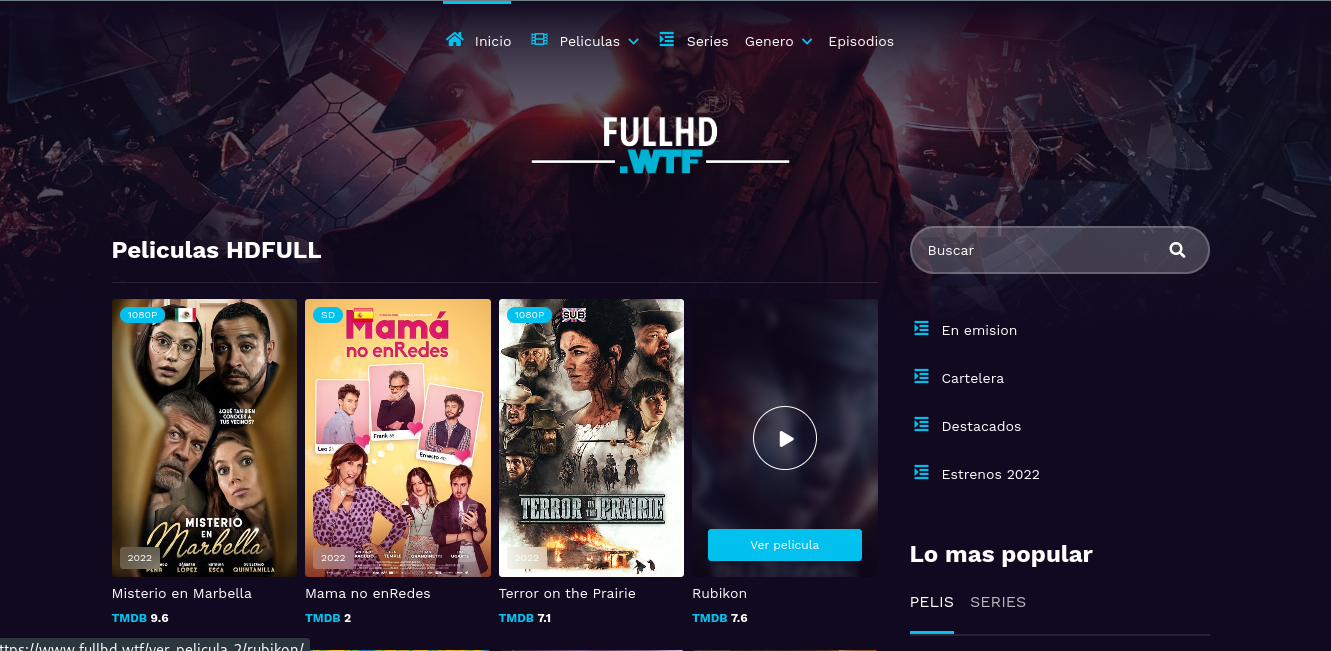 Inicio
Peliculas
Series
Genero
Episodios
FULLHD
.WTF
Peliculas HDFULL
Buscar
1080P
¿QUÉ TAN BIEN
CONOCES A
TUS VECINOS?
MISTERIO
EN
Marbella
2022
SD
Mamá
no enRedes
Leo
Frank
Ernesto
2022
1080P
SUB
TERROR ON THE PRAIRIE
2022
Ver pelicula
Misterio en Marbella
TMDB 9.6
Mama no enRedes
TMDB 2
Terror on the Prairie
TMDB 7.1
Rubikon
TMDB 7.6
En emision
Cartelera
Destacados
Estrenos 2022
Lo mas popular
PELIS
SERIES
ttps://www.fullhd.wtf/ver-pelicula-2/rubikon/